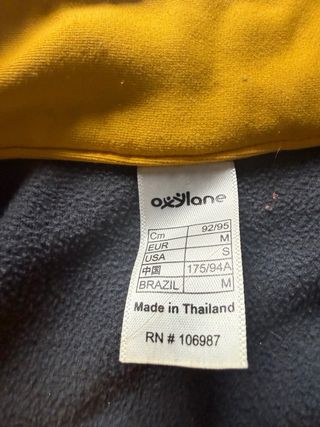 oxylane
Cm 92/95
EUR M
USA S
中国 175/94A
BRAZIL M
Made in Thailand
RN # 106987